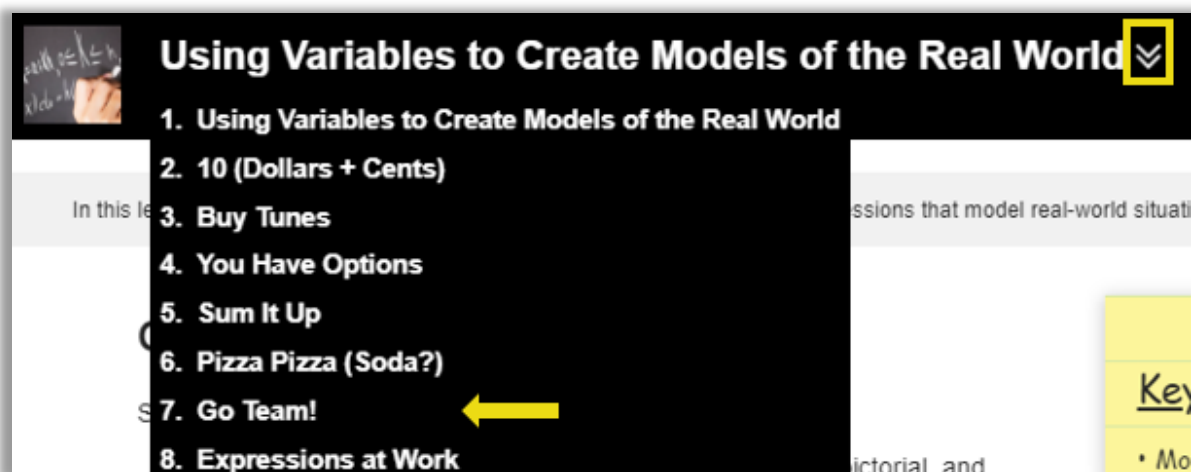 Using Variables to Create Models of the Real World
1. Using Variables to Create Models of the Real World
2. 10 (Dollars + Cents)
In this le
3. Buy Tunes
ssions that model real-world situati
4. You Have Options
5. Sum It Up
6. Pizza Pizza (Soda?)
7. Go Team!
Key
8. Expressions at Work
ictorial, and
• Mo